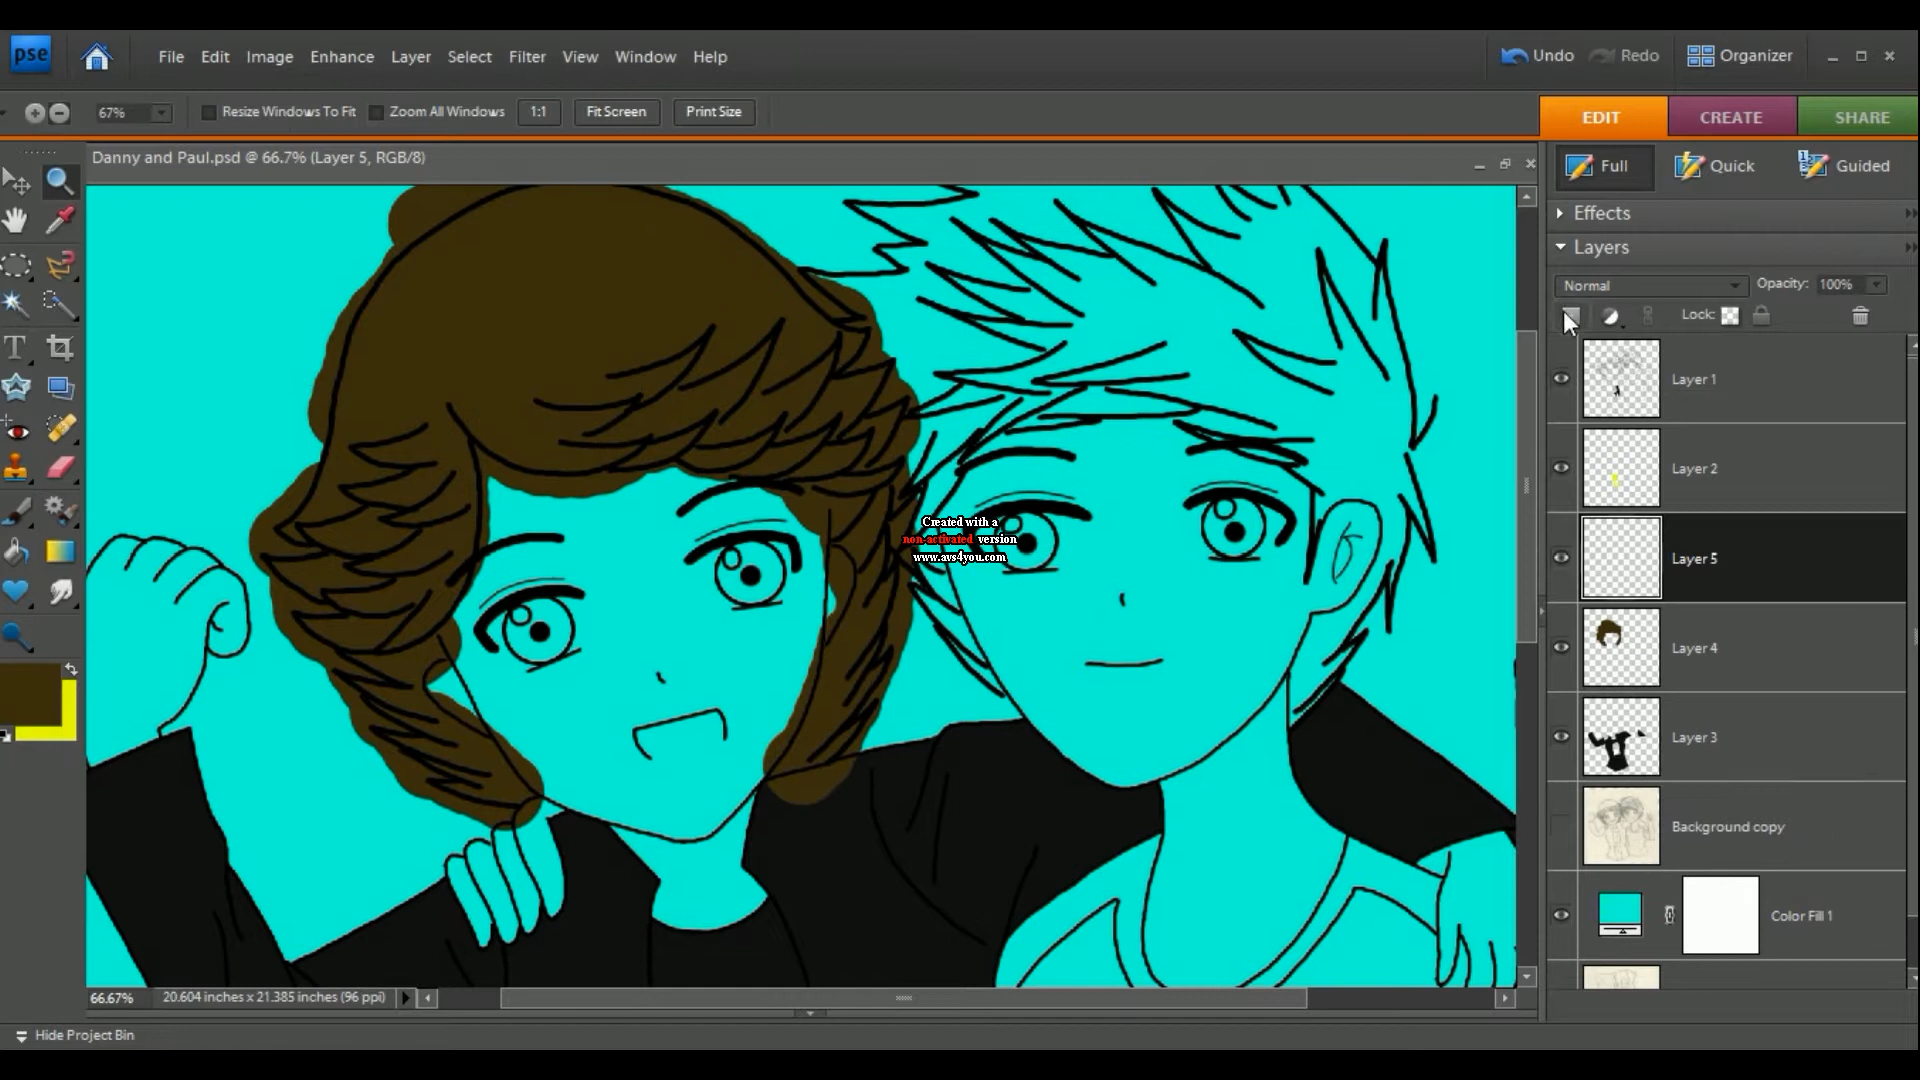 pse File Edit Image Enhance Layer Select Filter View Window Help Undo Redo Organizer
67% Resize Windows To Fit Zoom All Windows 1:1 Fit Screen Print Size
EDIT CREATE SHARE
Danny and Paul.psd @ 66.7% (Layer 5, RGB/8)
Full Quick Guided
Effects
Layers
Normal Opacity: 100%
Lock:
Layer 1
Layer 2
Created with a
non-activated version
www.avs4you.com
Layer 5
Layer 4
Layer 3
Background copy
Color Fill 1
66.67% 20.604 inches x 21.385 inches (96 ppi)
Hide Project Bin